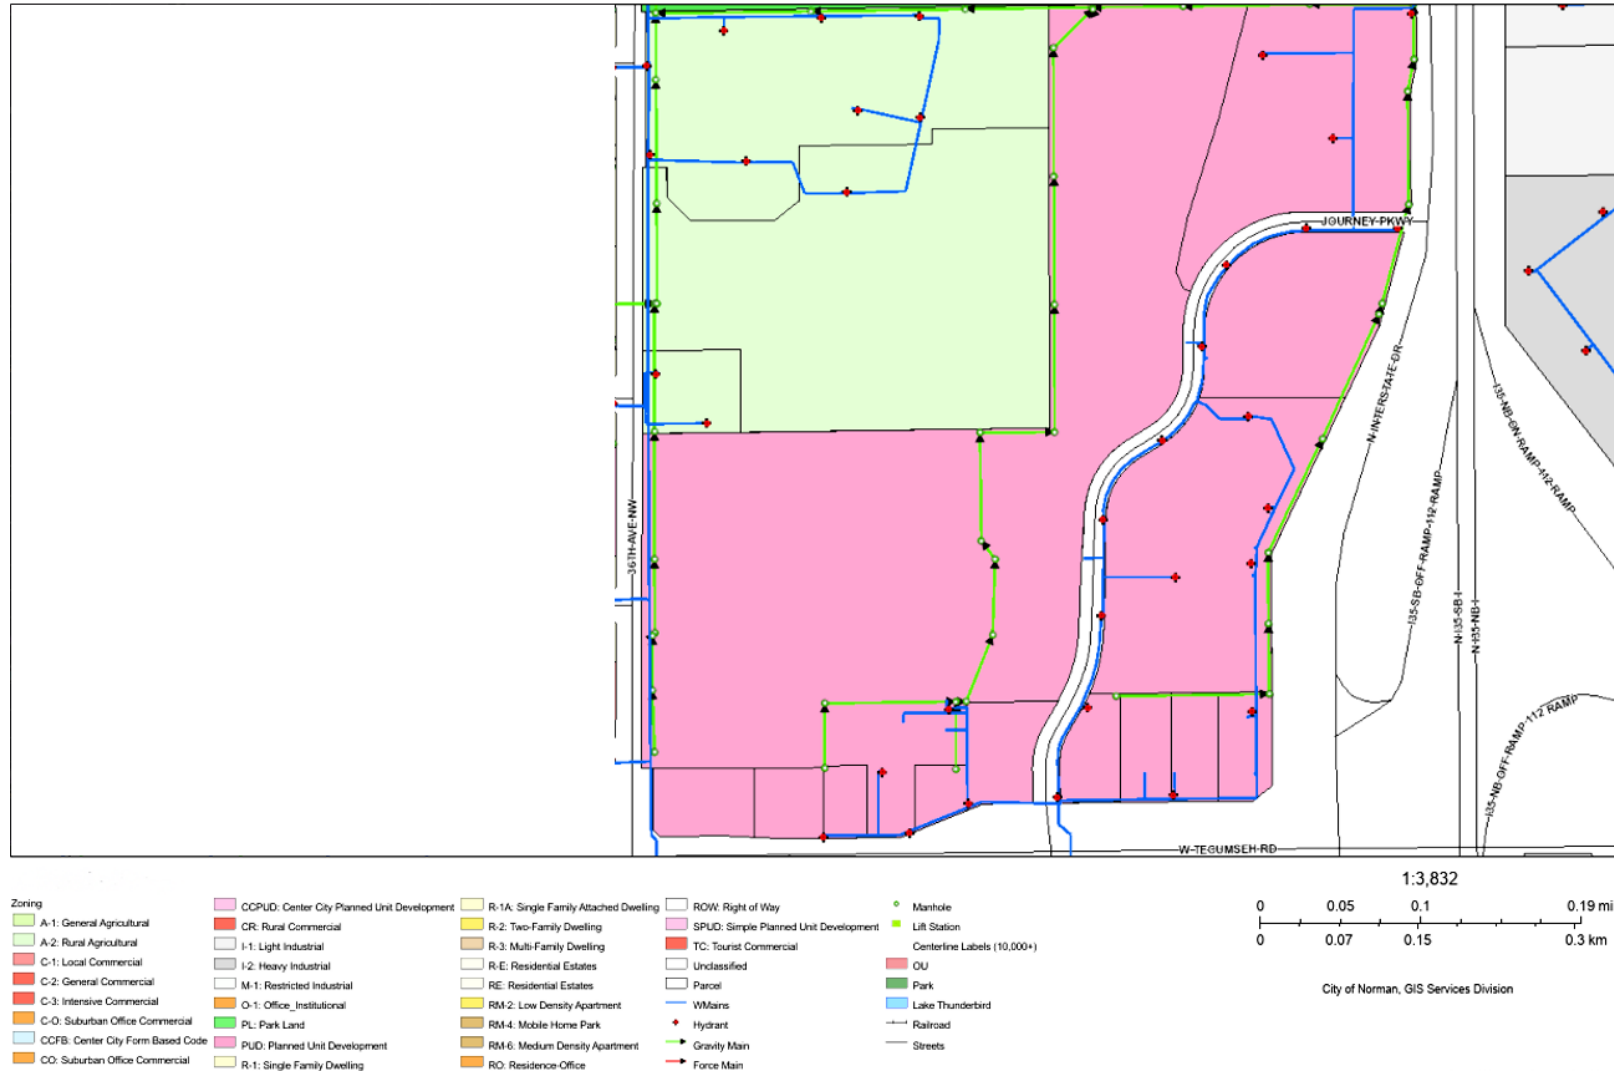 JOURNEY-PKWY
N-INTERSTATE-DR
I35-NB-ON-RAMP-112-RAMP
I35-SB-OFF-RAMP-112-RAMP
36TH-AVE-NW
N-I35-SB-I
N-I35-NB-I
I35-NB-OFF-RAMP-112 RAMP
W-TECUMSEH-RD
1:3,832
Zoning
A-1: General Agricultural
A-2: Rural Agricultural
C-1: Local Commercial
C-2: General Commercial
C-3: Intensive Commercial
C-O: Suburban Office Commercial
CCFB: Center City Form Based Code
CO: Suburban Office Commercial
CCPUD: Center City Planned Unit Development
CR: Rural Commercial
I-1: Light Industrial
I-2: Heavy Industrial
M-1: Restricted Industrial
O-1: Office_Institutional
PL: Park Land
PUD: Planned Unit Development
R-1: Single Family Dwelling
R-1A: Single Family Attached Dwelling
R-2: Two-Family Dwelling
R-3: Multi-Family Dwelling
R-E: Residential Estates
RE: Residential Estates
RM-2: Low Density Apartment
RM-4: Mobile Home Park
RM-6: Medium Density Apartment
RO: Residence-Office
ROW: Right of Way
SPUD: Simple Planned Unit Development
TC: Tourist Commercial
Unclassified
Parcel
WMains
Hydrant
Gravity Main
Force Main
Manhole
Lift Station
Centerline Labels (10,000+)
OU
Park
Lake Thunderbird
Railroad
Streets
0 0.05 0.1 0.19 mi
0 0.07 0.15 0.3 km
City of Norman, GIS Services Division